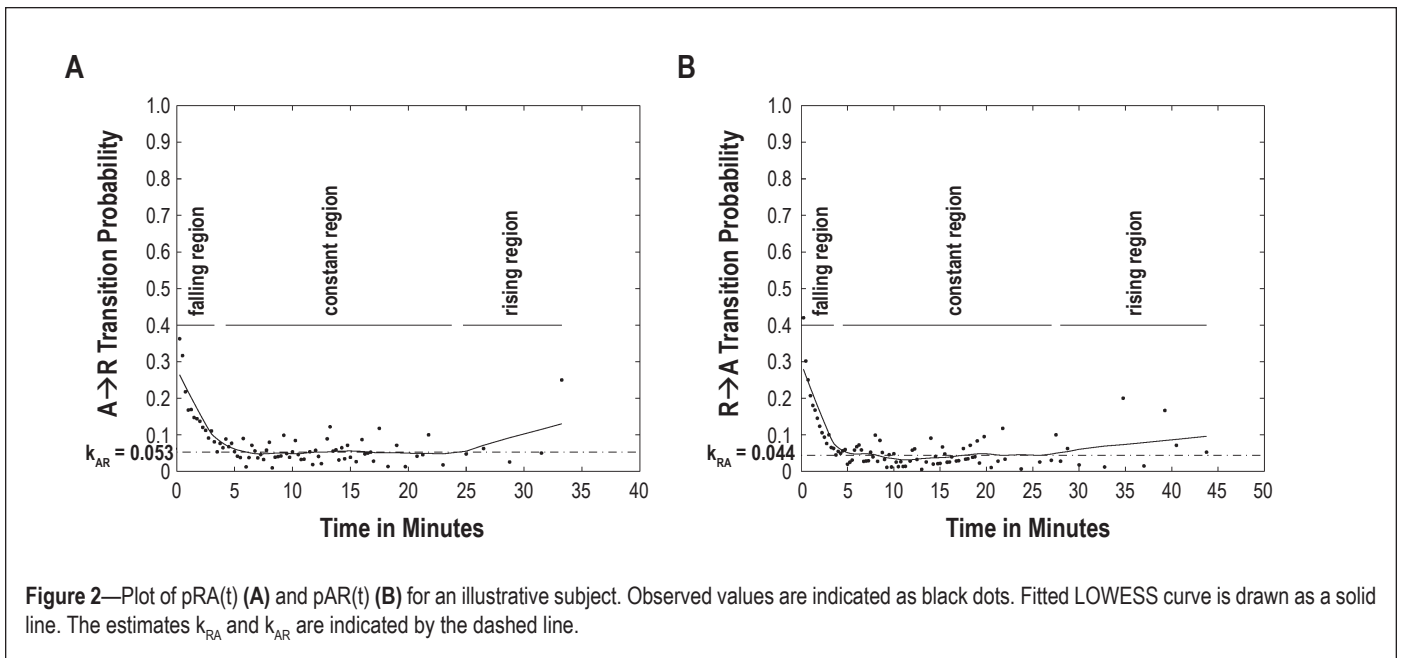 A
A→R Transition Probability
1.0
0.9
0.8
0.7
0.6
0.5
0.4
0.3
0.2
0.1
0
k_AR = 0.053
falling region
constant region
rising region
0 5 10 15 20 25 30 35 40
Time in Minutes
B
R→A Transition Probability
1.0
0.9
0.8
0.7
0.6
0.5
0.4
0.3
0.2
0.1
0
k_RA = 0.044
falling region
constant region
rising region
0 5 10 15 20 25 30 35 40 45 50
Time in Minutes
Figure 2—Plot of pRA(t) (A) and pAR(t) (B) for an illustrative subject. Observed values are indicated as black dots. Fitted LOWESS curve is drawn as a solid
line. The estimates k_RA and k_AR are indicated by the dashed line.